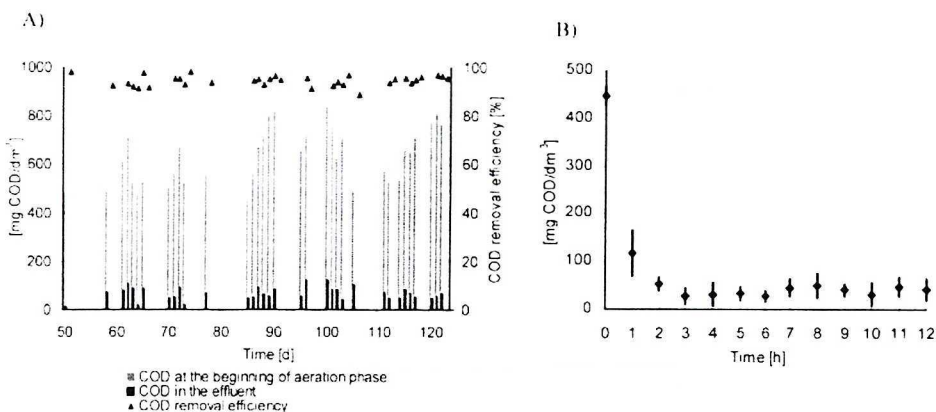 A)
B)
1000
800
600
400
200
0
[mg COD/dm³]
100
80
60
40
20
0
COD removal efficiency [%]
50 60 70 80 90 100 110 120
Time [d]
COD at the beginning of aeration phase
COD in the effluent
COD removal efficiency
500
400
300
200
100
0
[mg COD/dm³]
0 1 2 3 4 5 6 7 8 9 10 11 12
Time [h]